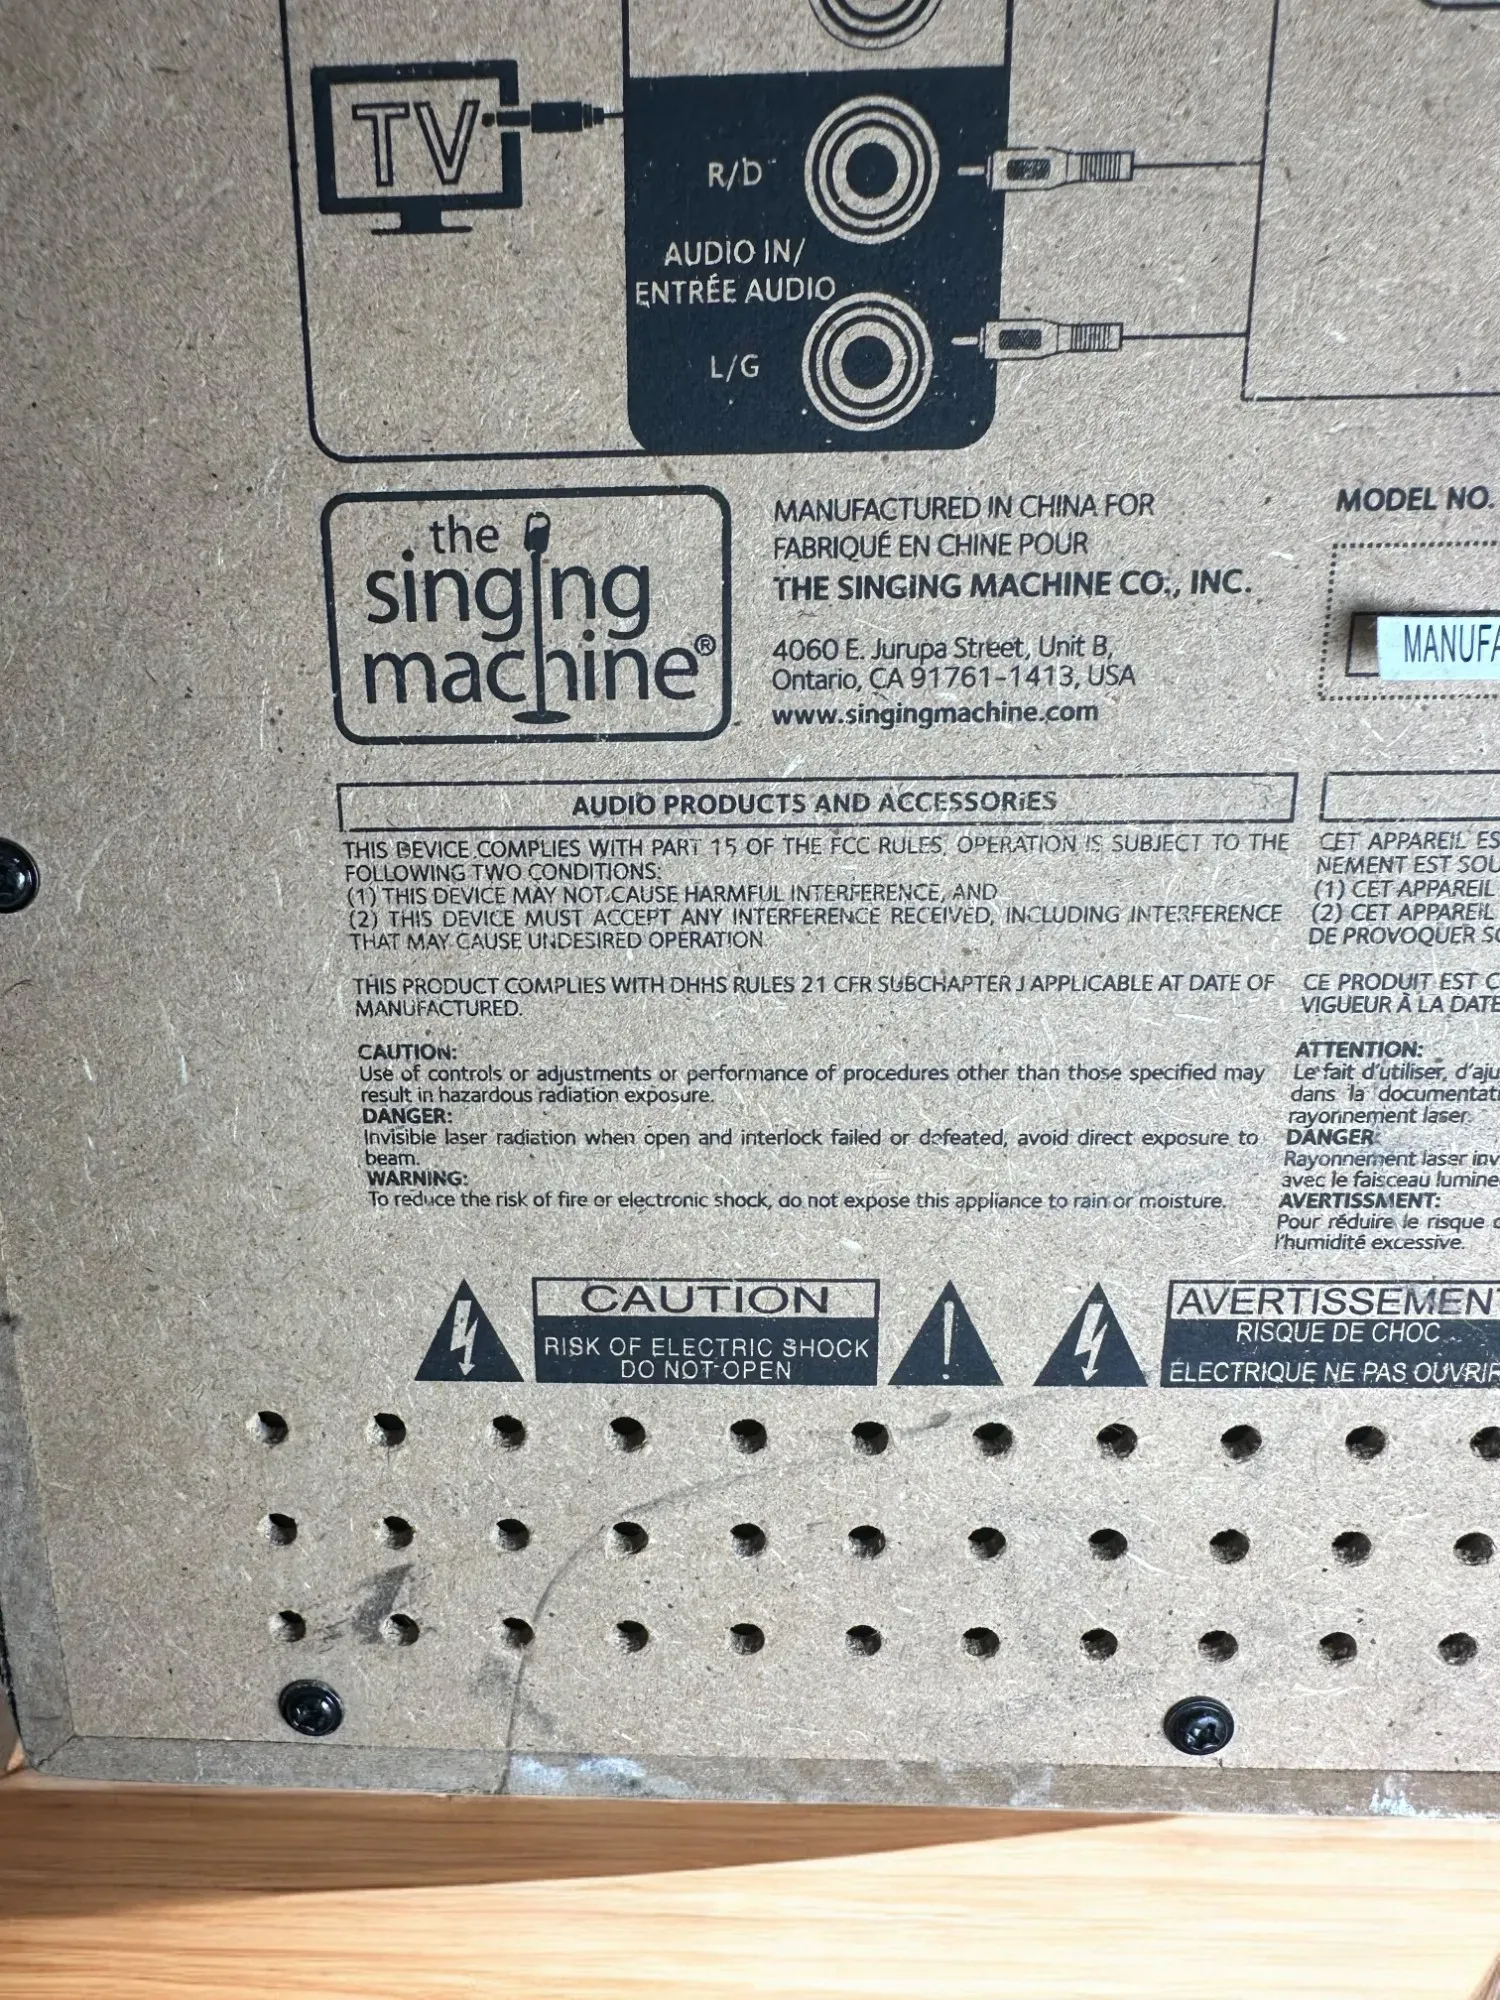 TV
R/D
AUDIO IN/
ENTRÉE AUDIO
L/G
the
singing
machine®
MANUFACTURED IN CHINA FOR
FABRIQUÉ EN CHINE POUR
THE SINGING MACHINE CO., INC.
4060 E. Jurupa Street, Unit B,
Ontario, CA 91761-1413, USA
www.singingmachine.com
MODEL NO.
AUDIO PRODUCTS AND ACCESSORIES
THIS DEVICE COMPLIES WITH PART 15 OF THE FCC RULES, OPERATION IS SUBJECT TO THE
FOLLOWING TWO CONDITIONS:
(1) THIS DEVICE MAY NOT CAUSE HARMFUL INTERFERENCE, AND
(2) THIS DEVICE MUST ACCEPT ANY INTERFERENCE RECEIVED, INCLUDING INTERFERENCE
THAT MAY CAUSE UNDESIRED OPERATION
THIS PRODUCT COMPLIES WITH DHHS RULES 21 CFR SUBCHAPTER J APPLICABLE AT DATE OF
MANUFACTURED.
CAUTION:
Use of controls or adjustments or performance of procedures other than those specified may
result in hazardous radiation exposure.
DANGER:
Invisible laser radiation when open and interlock failed or defeated, avoid direct exposure to
beam.
WARNING:
To reduce the risk of fire or electronic shock, do not expose this appliance to rain or moisture.
CET APPAREIL
NEMENT EST
(1) CET APPAREIL
(2) CET APPAREIL
DE PROVOQUER
CE PRODUIT EST
VIGUEUR À LA DATE
ATTENTION:
Le fait d'utiliser,
dans la
rayonnement laser.
DANGER:
Rayonnement laser
avec le faisceau
AVERTISSMENT:
Pour réduire le risque
l'humidité excessive.
CAUTION
RISK OF ELECTRIC SHOCK
DO NOT OPEN
AVERTISSEMEN
RISQUE DE CHOC
ÉLECTRIQUE NE PAS OUVRIR